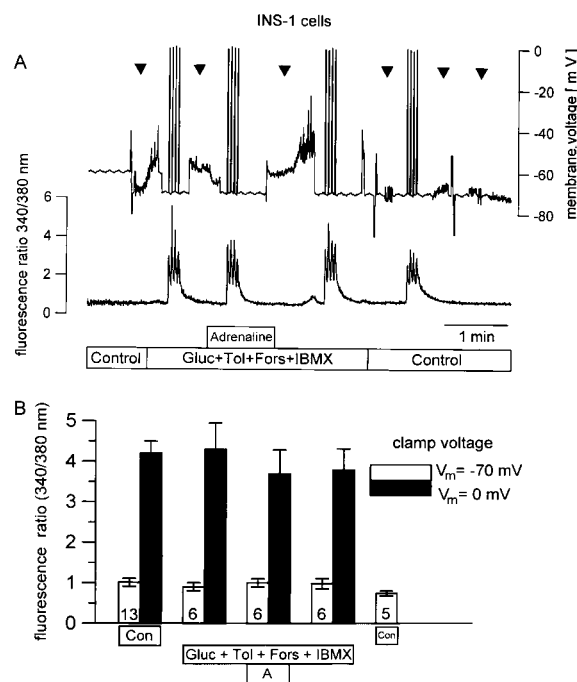 INS-1 cells
A
0
-20
-40
-60
-80
membrane voltage [ mV ]
6
4
2
0
fluorescence ratio 340/380 nm
Adrenaline
1 min
Control
Gluc+Tol+Fors+IBMX
Control
B
fluorescence ratio (340/380 nm)
5
4
3
2
1
0
clamp voltage
Vm= -70 mV
Vm= 0 mV
13
6
6
6
5
Con
Con
Gluc + Tol + Fors + IBMX
A